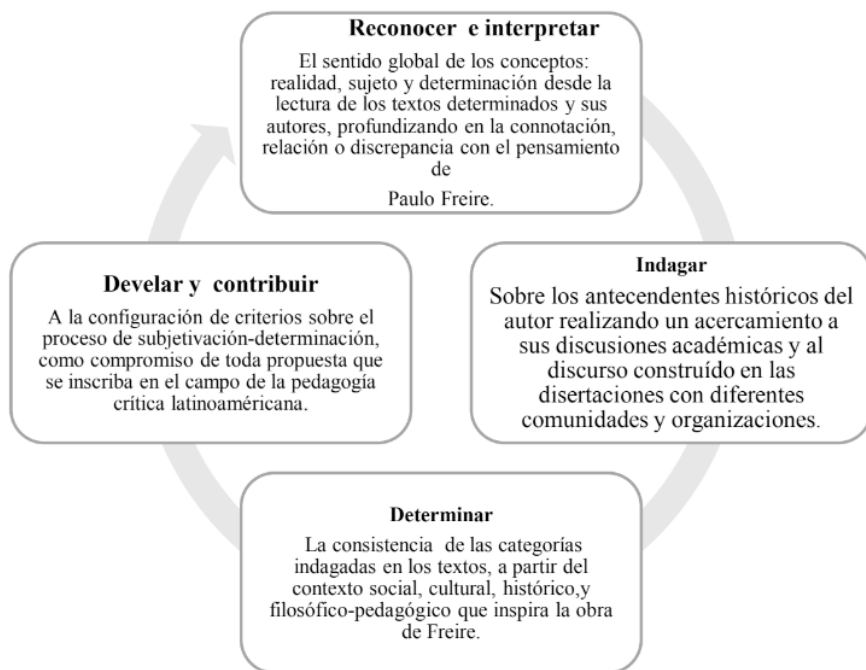 Reconocer e interpretar
El sentido global de los conceptos:
realidad, sujeto y determinación desde la
lectura de los textos determinados y sus
autores, profundizando en la connotación,
relación o discrepancia con el pensamiento
de
Paulo Freire.
Indagar
Sobre los antecendentes históricos del
autor realizando un acercamiento a
sus discusiones académicas y al
discurso construído en las
disertaciones con diferentes
comunidades y organizaciones.
Determinar
La consistencia de las categorías
indagadas en los textos, a partir del
contexto social, cultural, histórico,y
filosófico-pedagógico que inspira la obra
de Freire.
Develar y contribuir
A la configuración de criterios sobre el
proceso de subjetivación-determinación,
como compromiso de toda propuesta que
se inscriba en el campo de la pedagogía
crítica latinoaméricana.